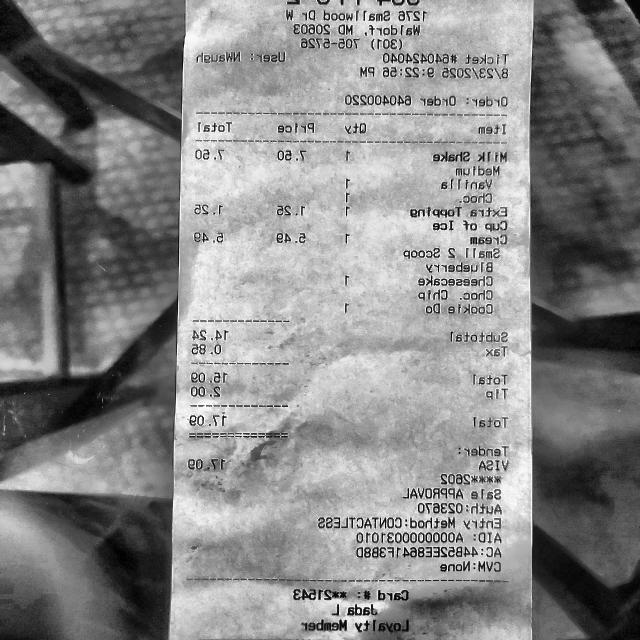 1276 Smallwood Dr W
Waldorf, MD 20603
(301) 705-5726
Ticket #640424040 User: NWaugh
8/23/2025 9:22:56 PM
Order: Order 640400220
Item Qty Price Total
Milk Shake 1 7.50 7.50
Medium
Vanilla 1
Choc. 1
Extra Topping 1 1.25 1.25
Cup of Ice
Cream 1 5.49 5.49
Small 2 Scoop
Blueberry
Cheesecake 1
Choc. Chip
Cookie Do 1
Subtotal 14.24
Tax 0.85
Total 15.09
Tip 2.00
Total 17.09
Tender:
VISA 17.09
****2602
Sale APPROVAL
Auth:023670
Entry Method:CONTACTLESS
AID: A0000000031010
AC:44B52EE8641F3B8D
CVM:None
Card #: **21543
Jada L
Loyalty Member